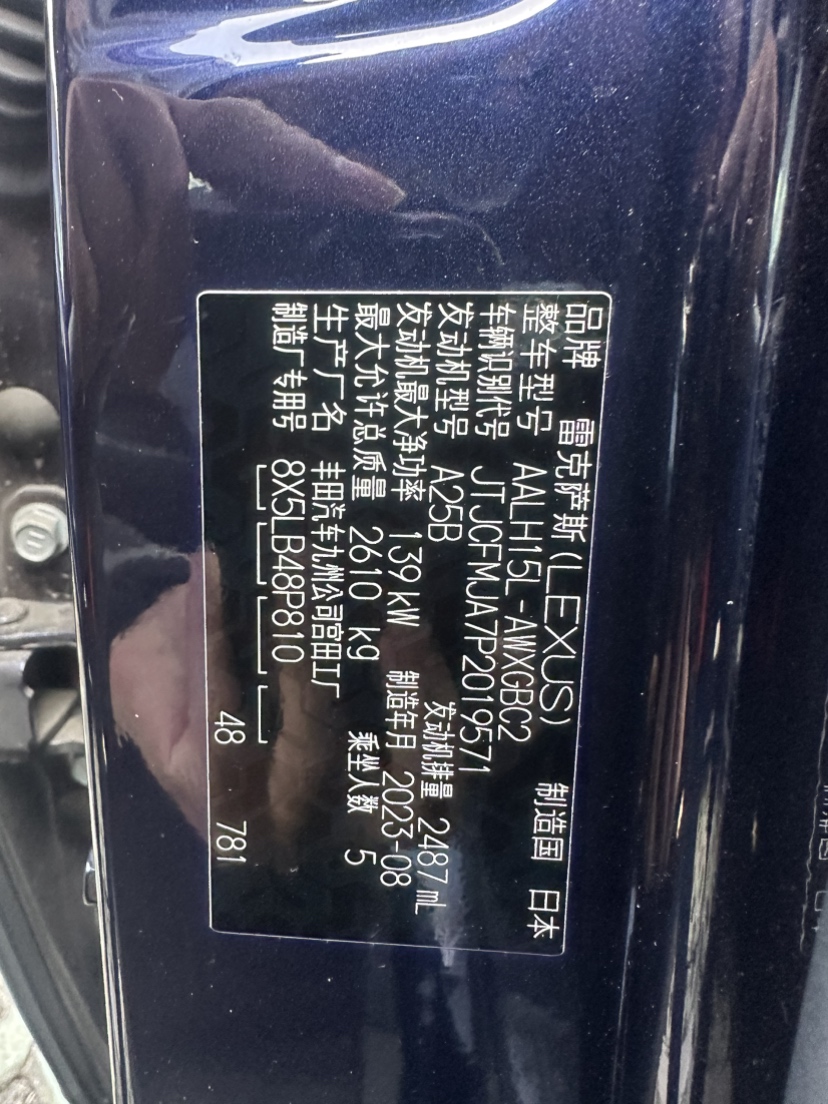 品牌 雷克萨斯(LEXUS) 制造国 日本
整车型号 AALH15L-AWXGBC2
车辆识别代号 JTJCFMJA7P2019571
发动机型号 A25B 发动机排量 2487 mL
发动机最大净功率 139 kW 制造年月 2023-08
最大允许总质量 2610 kg 乘坐人数 5
生产厂名 丰田汽车九州公司宫田工厂
制造厂专用号 8X5LB48P810
48 781